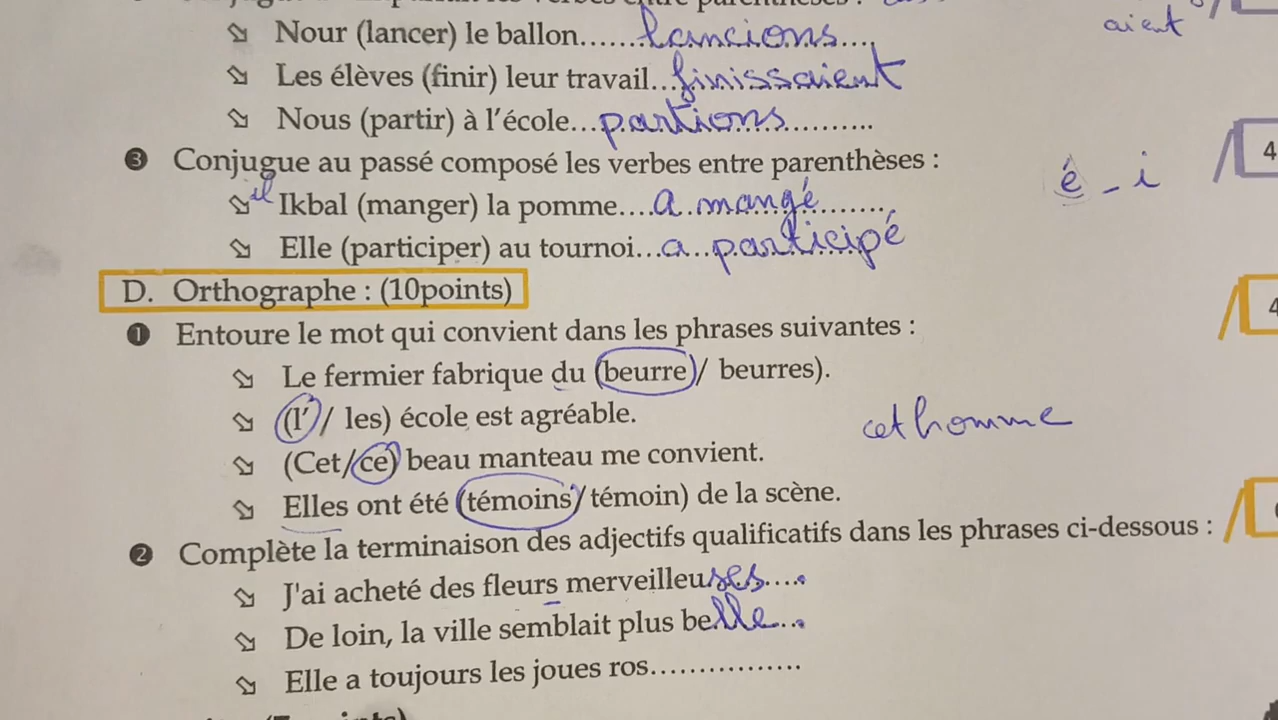 aient
Nour (lancer) le ballon.......lancions....
Les élèves (finir) leur travail...finissaient
Nous (partir) à l'école...partions............
❸ Conjugue au passé composé les verbes entre parenthèses :
4
é - i
il Ikbal (manger) la pomme....a mangé........
Elle (participer) au tournoi...a participé
D. Orthographe : (10points)
4
❶ Entoure le mot qui convient dans les phrases suivantes :
Le fermier fabrique du (beurre / beurres).
(l' / les) école est agréable.
cet homme
(Cet/ce) beau manteau me convient.
Elles ont été (témoins/témoin) de la scène.
❷ Complète la terminaison des adjectifs qualificatifs dans les phrases ci-dessous :
J'ai acheté des fleurs merveilleuses.....
De loin, la ville semblait plus belle...
Elle a toujours les joues ros................